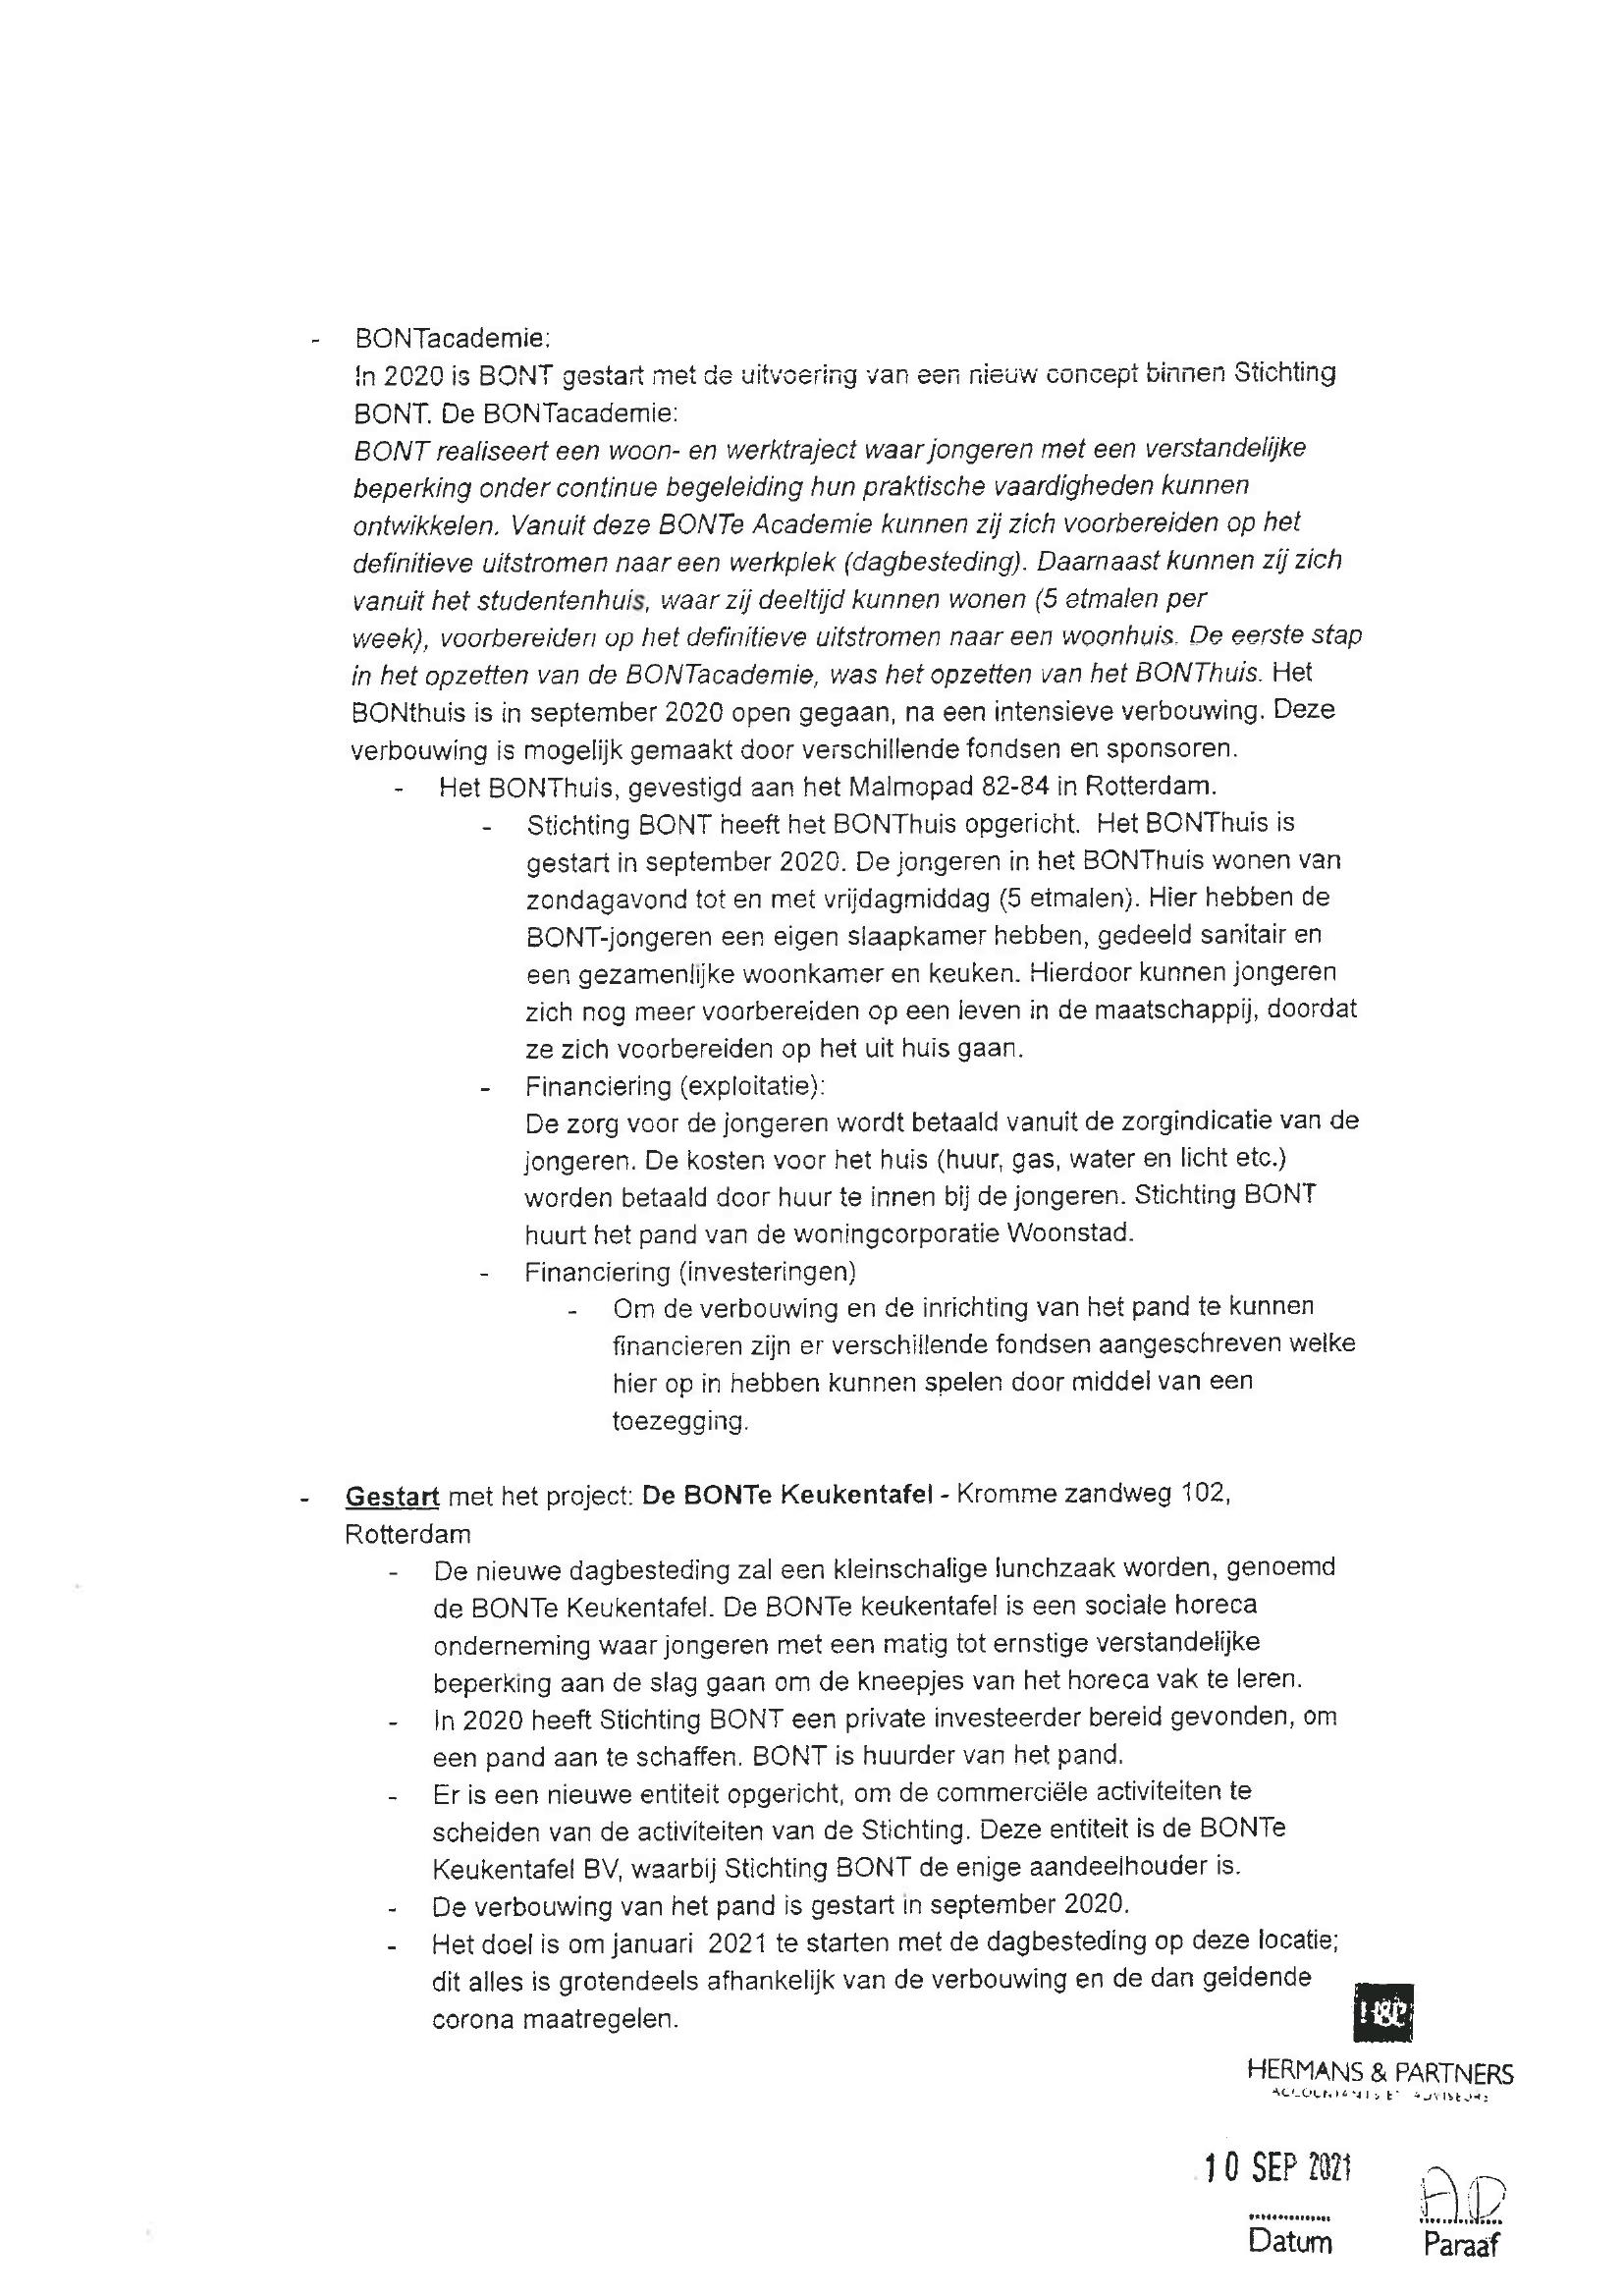 - BONTacademie:
In 2020 is BONT gestart met de uitvoering van een nieuw concept binnen Stichting
BONT. De BONTacademie:
BONT realiseert een woon- en werktraject waar jongeren met een verstandelijke
beperking onder continue begeleiding hun praktische vaardigheden kunnen
ontwikkelen. Vanuit deze BONTe Academie kunnen zij zich voorbereiden op het
definitieve uitstromen naar een werkplek (dagbesteding). Daarnaast kunnen zij zich
vanuit het studentenhuis, waar zij deeltijd kunnen wonen (5 etmalen per
week), voorbereiden op het definitieve uitstromen naar een woonhuis. De eerste stap
in het opzetten van de BONTacademie, was het opzetten van het BONThuis. Het
BONthuis is in september 2020 open gegaan, na een intensieve verbouwing. Deze
verbouwing is mogelijk gemaakt door verschillende fondsen en sponsoren.
- Het BONThuis, gevestigd aan het Malmopad 82-84 in Rotterdam.
- Stichting BONT heeft het BONThuis opgericht. Het BONThuis is
gestart in september 2020. De jongeren in het BONThuis wonen van
zondagavond tot en met vrijdagmiddag (5 etmalen). Hier hebben de
BONT-jongeren een eigen slaapkamer hebben, gedeeld sanitair en
een gezamenlijke woonkamer en keuken. Hierdoor kunnen jongeren
zich nog meer voorbereiden op een leven in de maatschappij, doordat
ze zich voorbereiden op het uit huis gaan.
- Financiering (exploitatie):
De zorg voor de jongeren wordt betaald vanuit de zorgindicatie van de
jongeren. De kosten voor het huis (huur, gas, water en licht etc.)
worden betaald door huur te innen bij de jongeren. Stichting BONT
huurt het pand van de woningcorporatie Woonstad.
- Financiering (investeringen)
- Om de verbouwing en de inrichting van het pand te kunnen
financieren zijn er verschillende fondsen aangeschreven welke
hier op in hebben kunnen spelen door middel van een
toezegging.
- Gestart met het project: De BONTe Keukentafel - Kromme zandweg 102,
Rotterdam
- De nieuwe dagbesteding zal een kleinschalige lunchzaak worden, genoemd
de BONTe Keukentafel. De BONTe keukentafel is een sociale horeca
onderneming waar jongeren met een matig tot ernstige verstandelijke
beperking aan de slag gaan om de kneepjes van het horeca vak te leren.
- In 2020 heeft Stichting BONT een private investeerder bereid gevonden, om
een pand aan te schaffen. BONT is huurder van het pand.
- Er is een nieuwe entiteit opgericht, om de commerciële activiteiten te
scheiden van de activiteiten van de Stichting. Deze entiteit is de BONTe
Keukentafel BV, waarbij Stichting BONT de enige aandeelhouder is.
- De verbouwing van het pand is gestart in september 2020.
- Het doel is om januari 2021 te starten met de dagbesteding op deze locatie;
dit alles is grotendeels afhankelijk van de verbouwing en de dan geldende
corona maatregelen.
H&P
HERMANS & PARTNERS
ACCOUNTANTS EN ADVISEURS
10 SEP 2021
AD
Datum
Paraaf